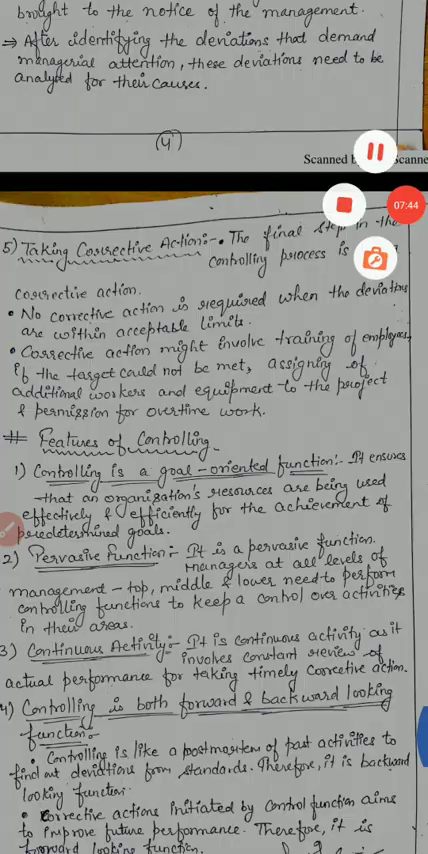 brought to the notice of the management.
⇒ After identifying the deviations that demand
managerial attention, these deviations need to be
analysed for their causes.
(4)
Scanned b
canne
07:44
5) Taking Corrective Action:- • The final step in the
controlling process is
corrective action.
• No corrective action is required when the deviations
are within acceptable limits.
• Corrective action might involve training of employees,
if the target could not be met, assigning of
additional workers and equipment to the project
& permission for overtime work.
# Features of Controlling
1) Controlling is a goal-oriented function:- It ensures
that an organisation's resources are being used
effectively & efficiently for the achievement of
predetermined goals.
2) Pervasive Function:- It is a pervasive function.
Managers at all levels of
management - top, middle & lower need to perform
controlling functions to keep a control over activities
in their areas.
3) Continuous Activity:- It is continuous activity as it
involves constant review of
actual performance for taking timely corrective action.
4) Controlling is both forward & backward looking
function:-
• Controlling is like a postmortem of past activities to
find out deviations from standards. Therefore, it is backward
looking function.
• Corrective actions initiated by control function aims
to improve future performance. Therefore, it is
forward looking function.